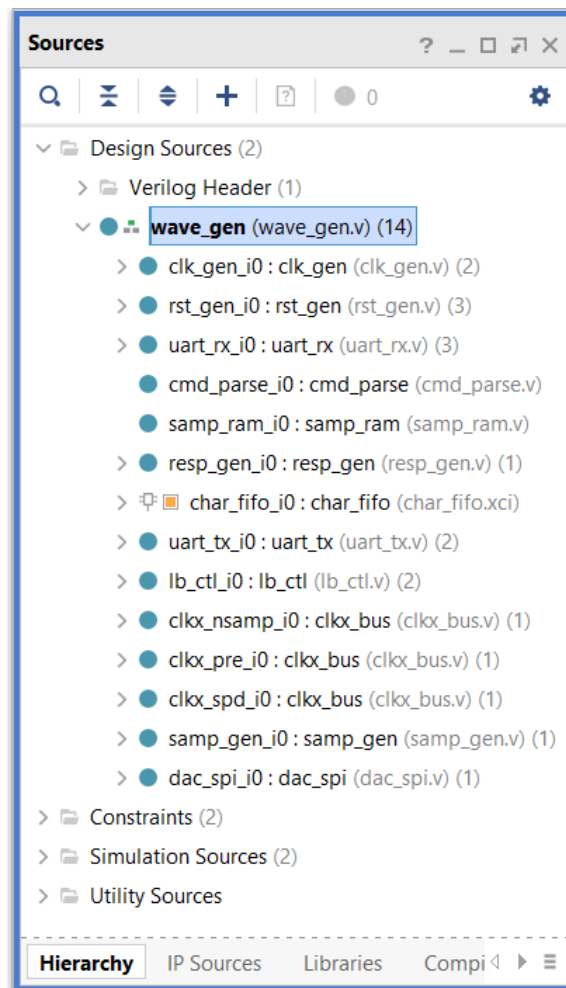 Sources
0
Design Sources (2)
Verilog Header (1)
wave_gen (wave_gen.v) (14)
clk_gen_i0 : clk_gen (clk_gen.v) (2)
rst_gen_i0 : rst_gen (rst_gen.v) (3)
uart_rx_i0 : uart_rx (uart_rx.v) (3)
cmd_parse_i0 : cmd_parse (cmd_parse.v)
samp_ram_i0 : samp_ram (samp_ram.v)
resp_gen_i0 : resp_gen (resp_gen.v) (1)
char_fifo_i0 : char_fifo (char_fifo.xci)
uart_tx_i0 : uart_tx (uart_tx.v) (2)
lb_ctl_i0 : lb_ctl (lb_ctl.v) (2)
clkx_nsamp_i0 : clkx_bus (clkx_bus.v) (1)
clkx_pre_i0 : clkx_bus (clkx_bus.v) (1)
clkx_spd_i0 : clkx_bus (clkx_bus.v) (1)
samp_gen_i0 : samp_gen (samp_gen.v) (1)
dac_spi_i0 : dac_spi (dac_spi.v) (1)
Constraints (2)
Simulation Sources (2)
Utility Sources
Hierarchy IP Sources Libraries Compi